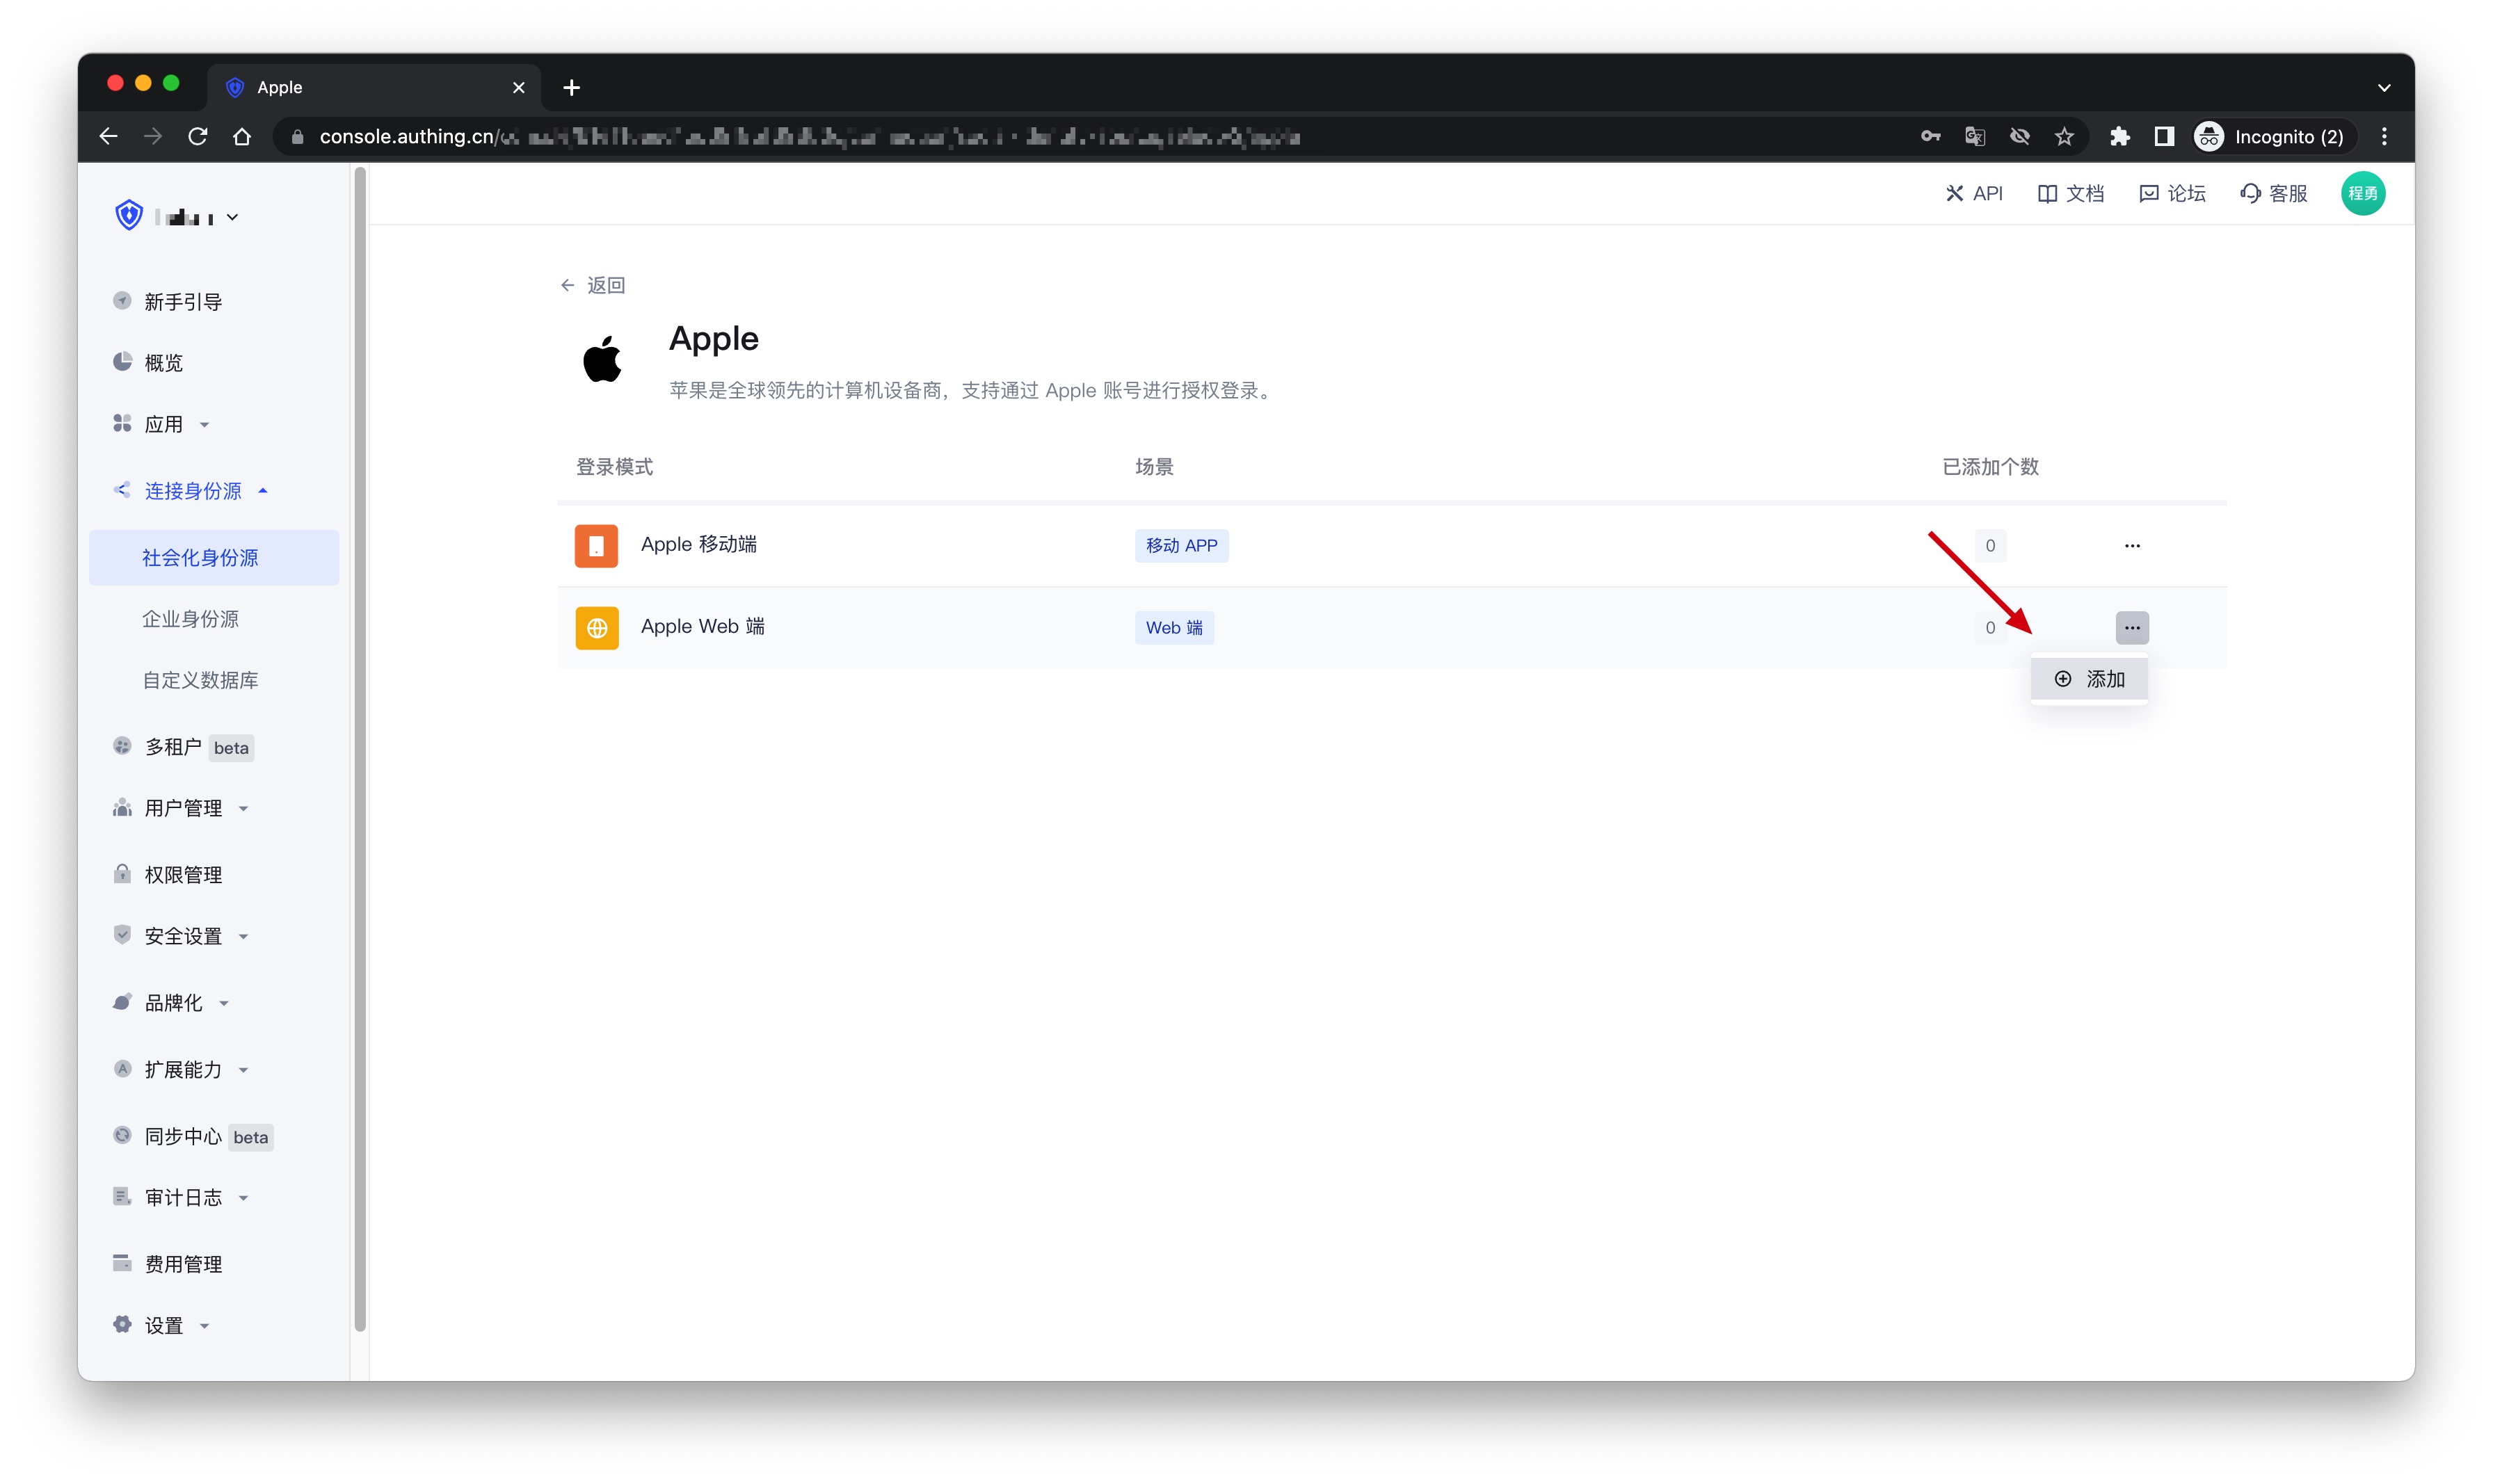 Apple
console.authing.cn/
Incognito (2)
API
文档
论坛
客服
程勇
新手引导
概览
应用
连接身份源
社会化身份源
企业身份源
自定义数据库
多租户 beta
用户管理
权限管理
安全设置
品牌化
扩展能力
同步中心 beta
审计日志
费用管理
设置
返回
Apple
苹果是全球领先的计算机设备商，支持通过 Apple 账号进行授权登录。
登录模式 场景 已添加个数
Apple 移动端 移动 APP 0
Apple Web 端 Web 端 0
添加